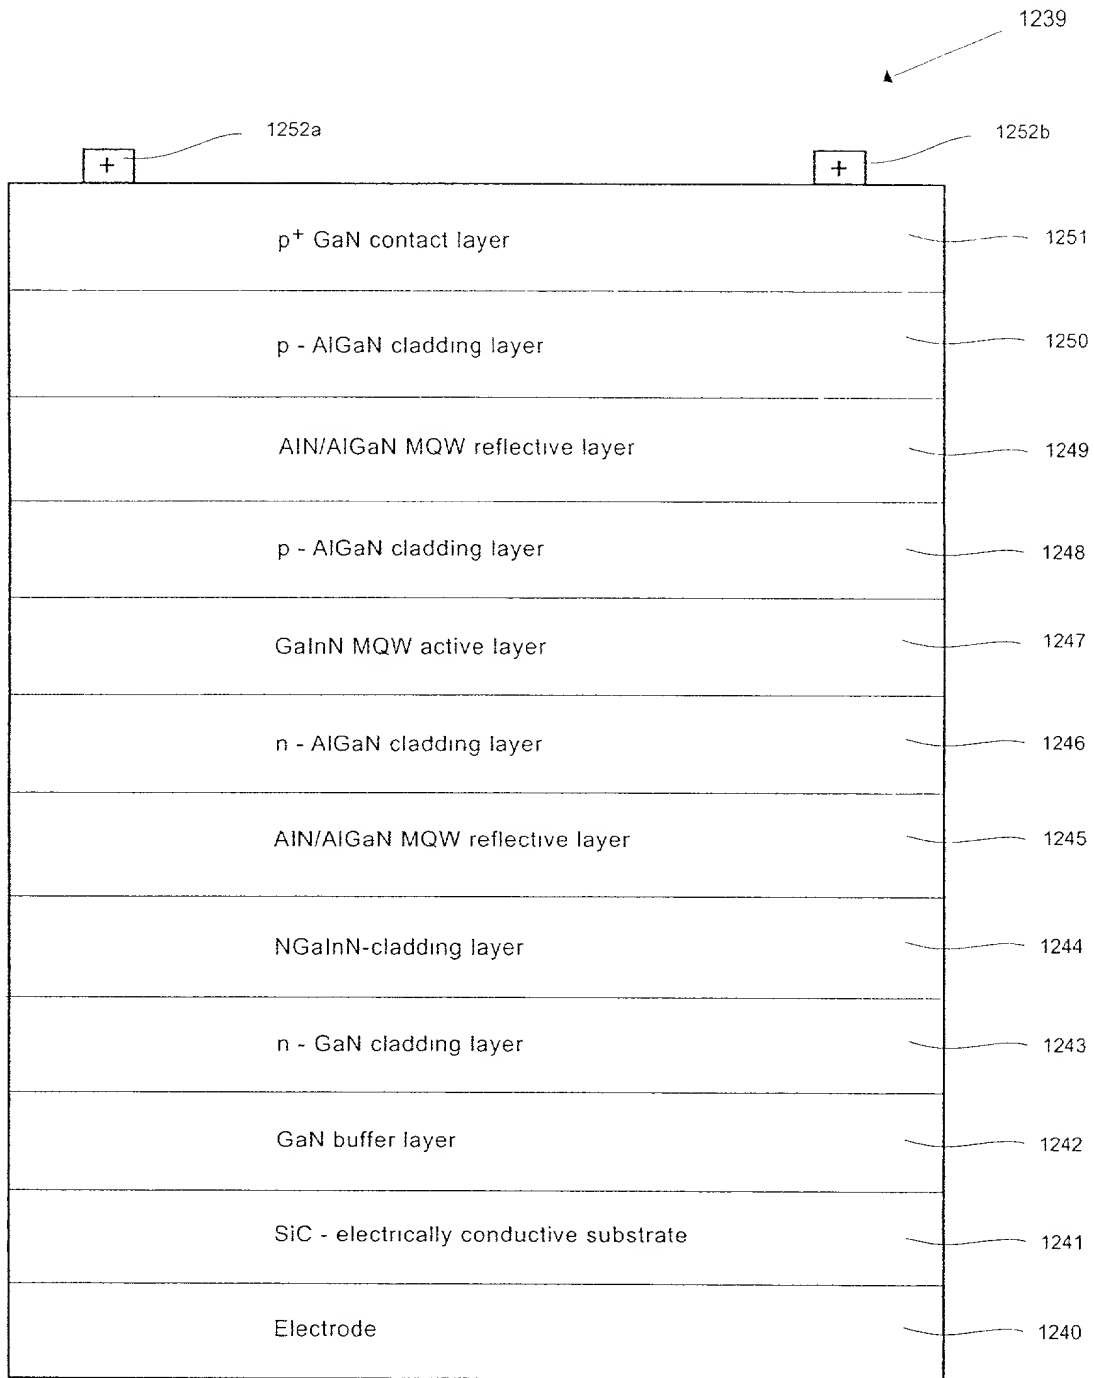 1239
1252a
1252b
+
+
p+ GaN contact layer
1251
p - AlGaN cladding layer
1250
AlN/AlGaN MQW reflective layer
1249
p - AlGaN cladding layer
1248
GaInN MQW active layer
1247
n - AlGaN cladding layer
1246
AlN/AlGaN MQW reflective layer
1245
NGaInN-cladding layer
1244
n - GaN cladding layer
1243
GaN buffer layer
1242
SiC - electrically conductive substrate
1241
Electrode
1240